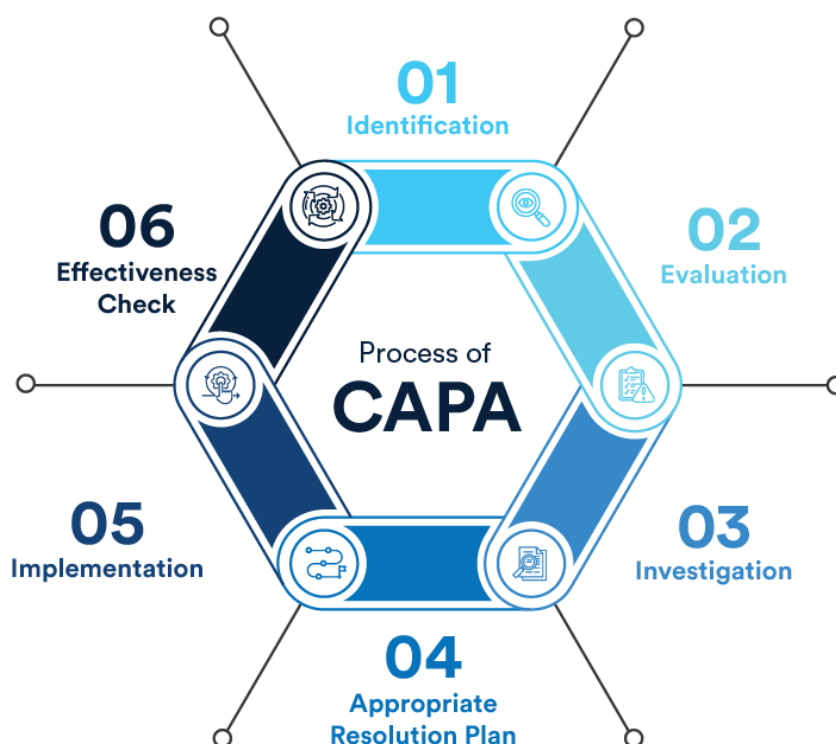 01
Identification
02
Evaluation
03
Investigation
04
Appropriate
Resolution Plan
05
Implementation
06
Effectiveness
Check
Process of
CAPA